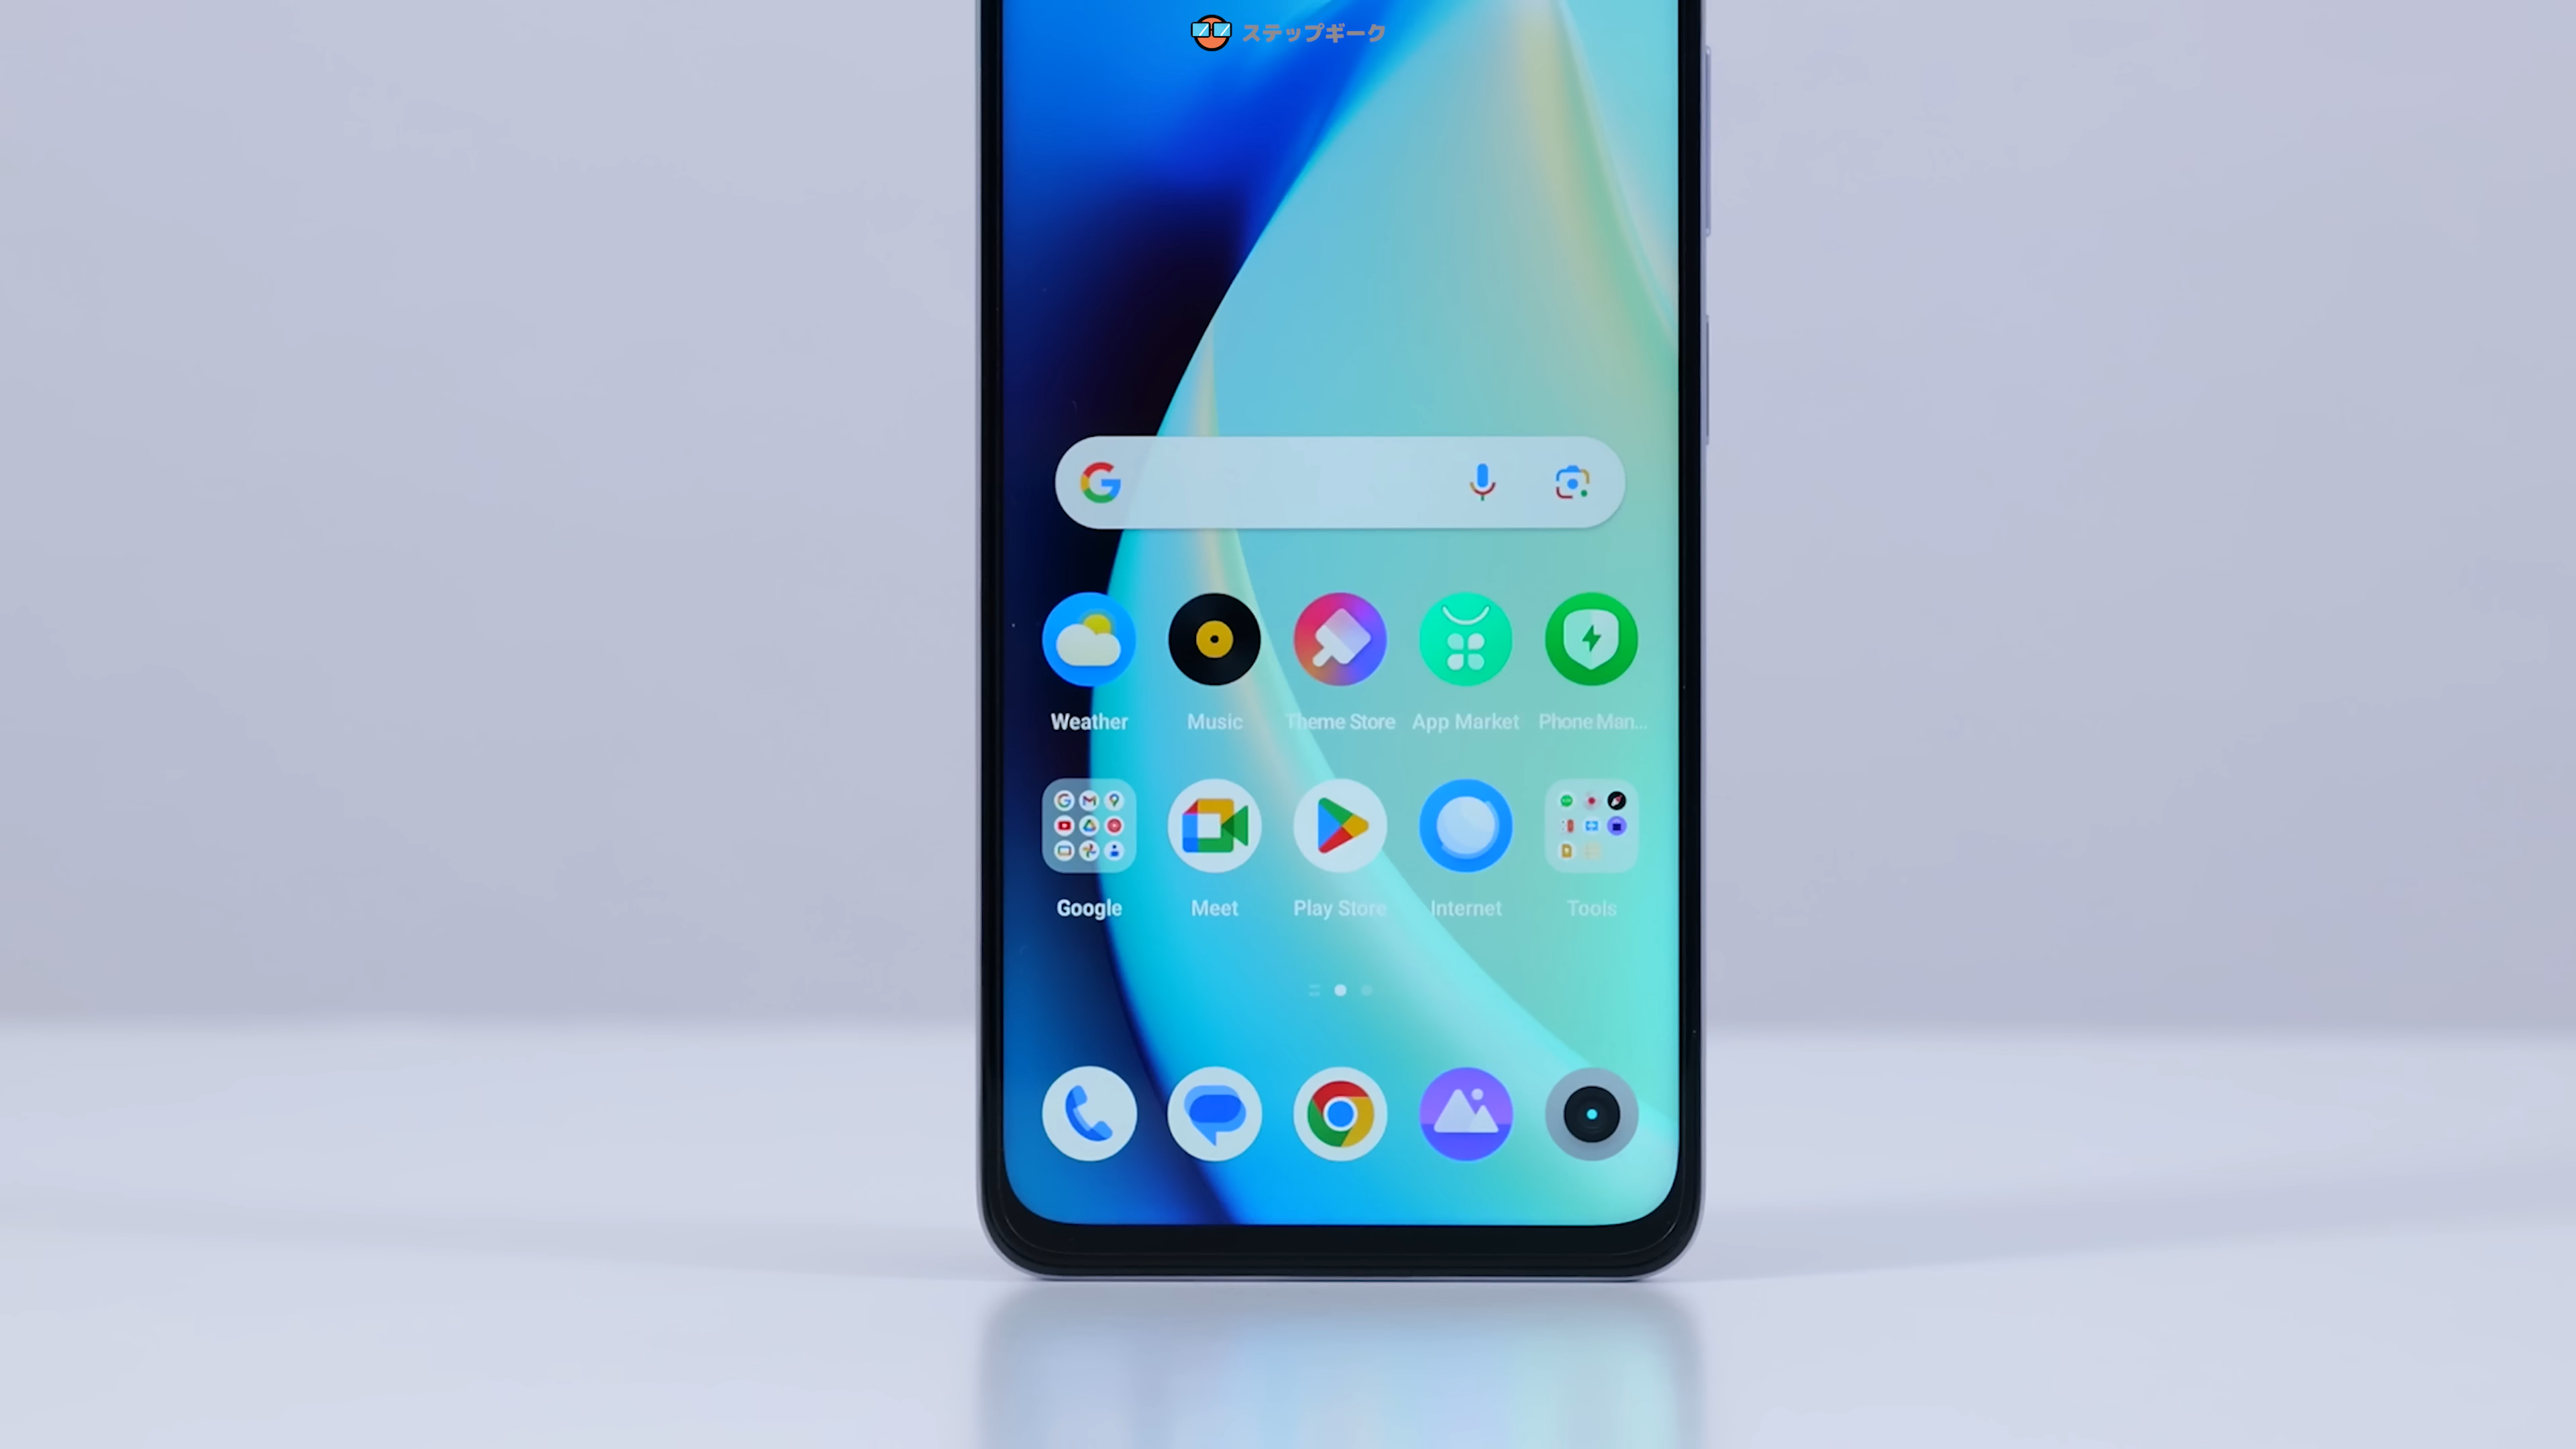 ステップギーク
Weather Music Theme Store App Market Phone Man...
Google Meet Play Store Internet Tools